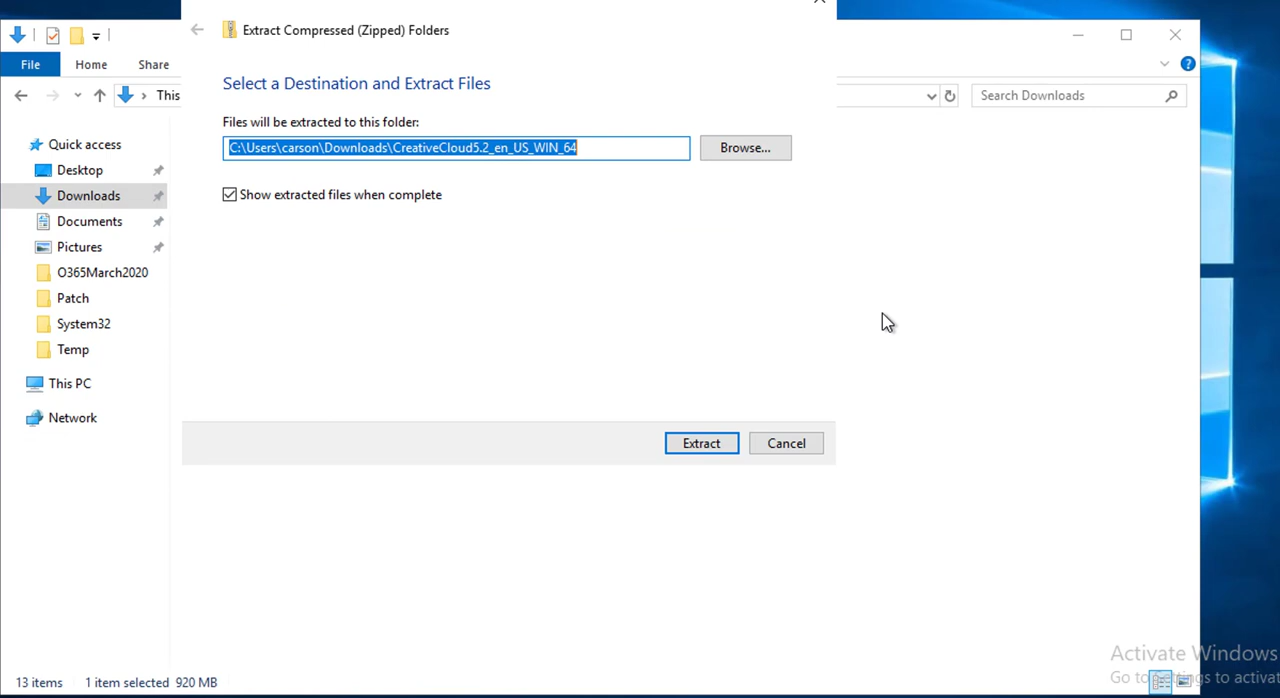 Extract Compressed (Zipped) Folders
File Home Share
Select a Destination and Extract Files
This
Search Downloads
Files will be extracted to this folder:
C:\Users\carson\Downloads\CreativeCloud5.2_en_US_WIN_64
Browse...
Show extracted files when complete
Quick access
Desktop
Downloads
Documents
Pictures
O365March2020
Patch
System32
Temp
This PC
Network
Extract Cancel
Activate Windows
Go to Settings to activat
13 items 1 item selected 920 MB